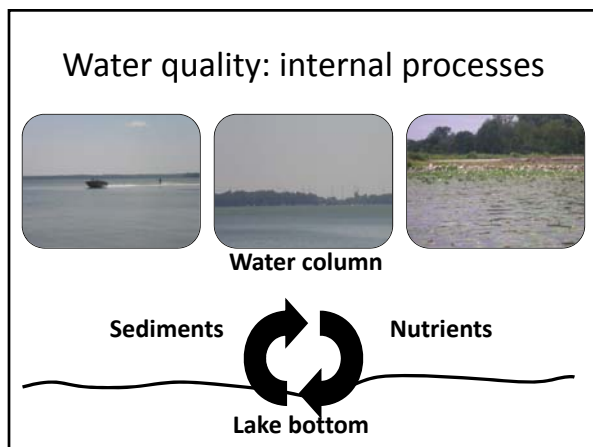 Water quality: internal processes
Water column
Sediments Nutrients
Lake bottom